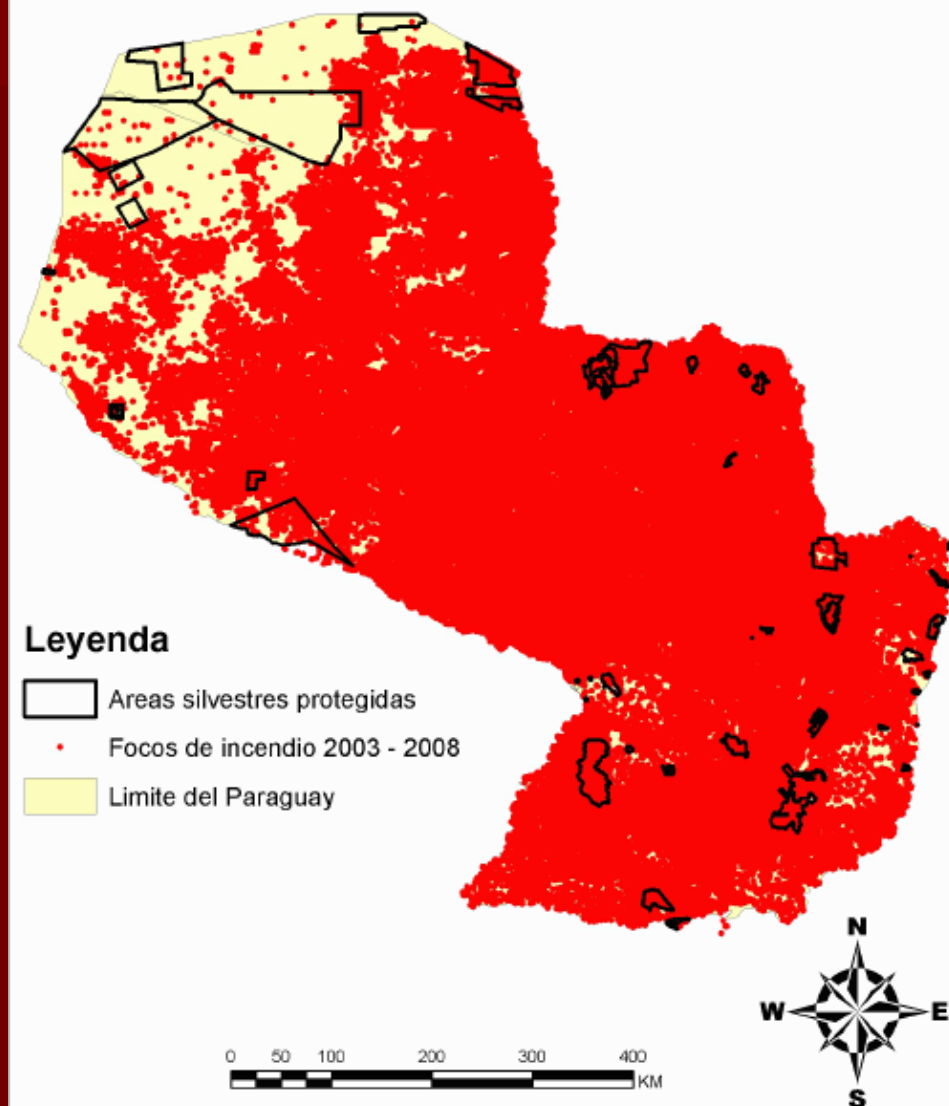 Leyenda
Areas silvestres protegidas
Focos de incendio 2003 - 2008
Limite del Paraguay
N
W E
S
0 50 100 200 300 400
KM